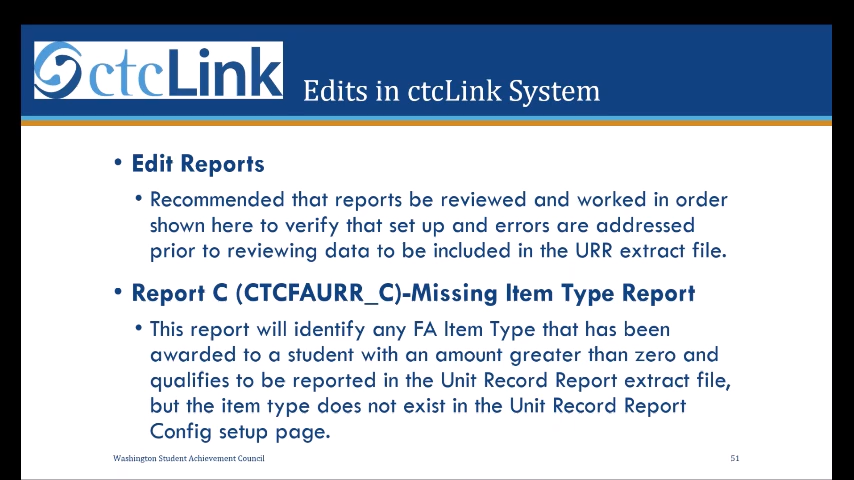 ctcLink
Edits in ctcLink System
• Edit Reports
• Recommended that reports be reviewed and worked in order
shown here to verify that set up and errors are addressed
prior to reviewing data to be included in the URR extract file.
• Report C (CTCFAURR_C)-Missing Item Type Report
• This report will identify any FA Item Type that has been
awarded to a student with an amount greater than zero and
qualifies to be reported in the Unit Record Report extract file,
but the item type does not exist in the Unit Record Report
Config setup page.
Washington Student Achievement Council
51